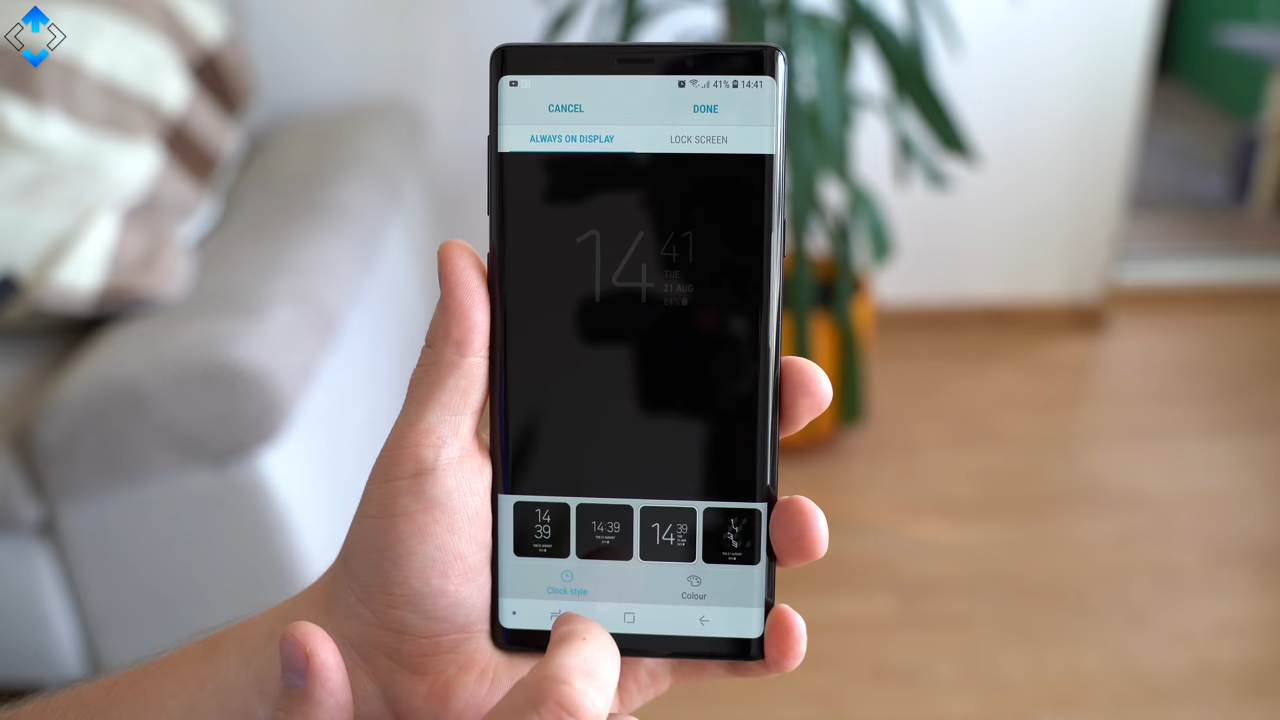 41% 14:41
CANCEL DONE
ALWAYS ON DISPLAY LOCK SCREEN
14 41
TUE
21 AUG
84%
14
39
14:39
14 39
Clock style Colour